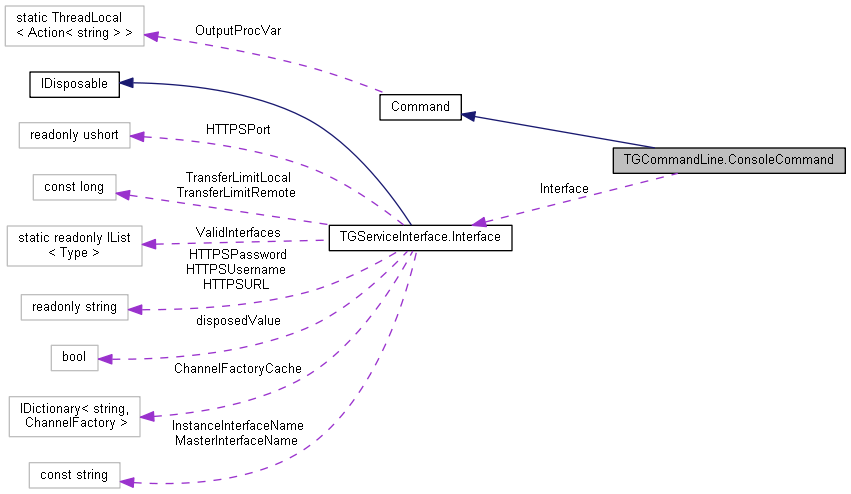 static ThreadLocal
< Action< string > >
OutputProcVar
IDisposable
Command
readonly ushort
HTTPSPort
TGCommandLine.ConsoleCommand
const long
TransferLimitLocal
TransferLimitRemote
Interface
static readonly IList
< Type >
ValidInterfaces
TGServiceInterface.Interface
HTTPSPassword
HTTPSUsername
HTTPSURL
readonly string
disposedValue
bool
ChannelFactoryCache
IDictionary< string,
ChannelFactory >
InstanceInterfaceName
MasterInterfaceName
const string